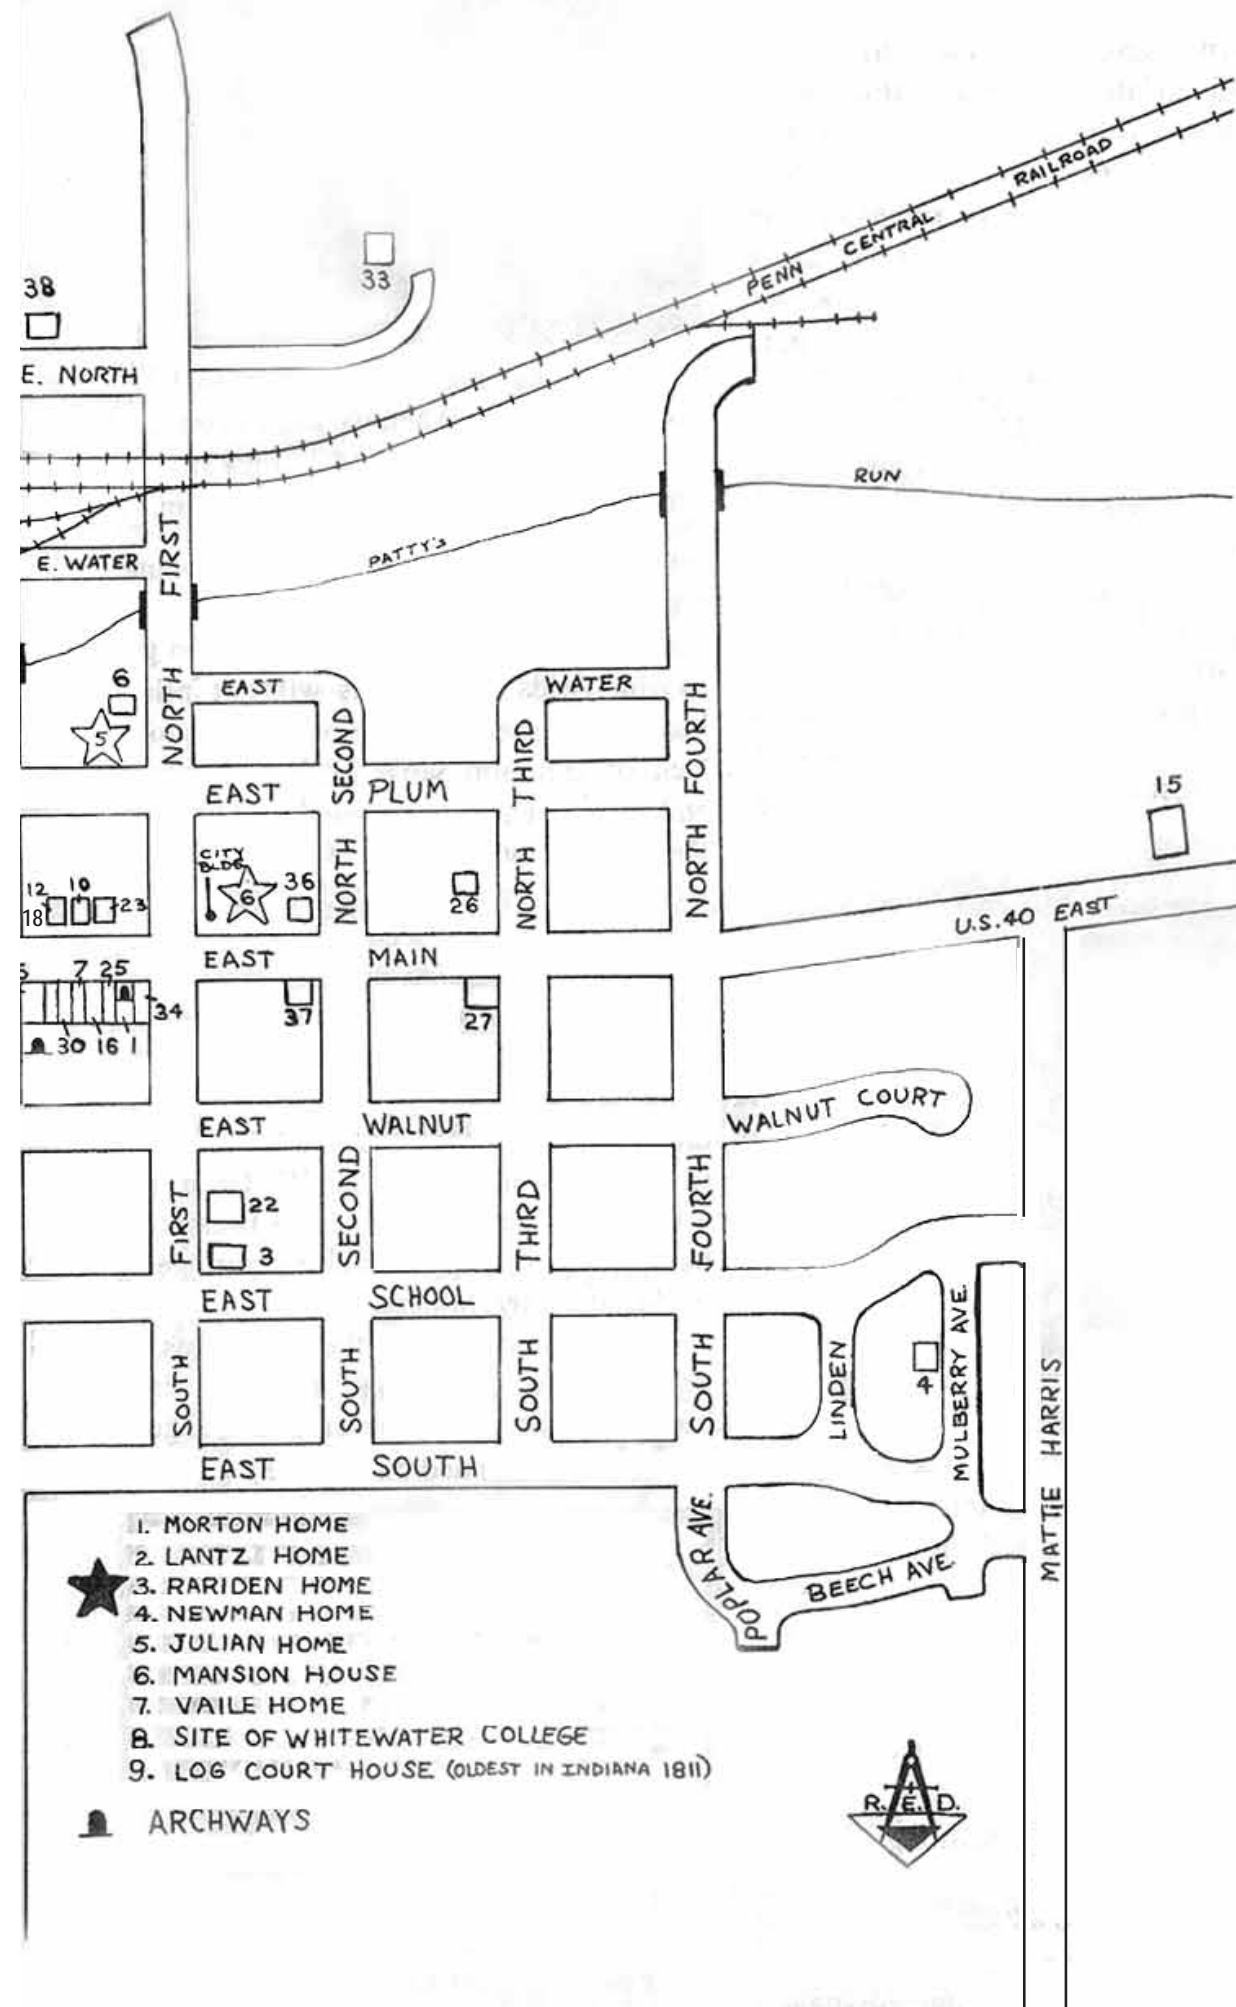 PENN CENTRAL RAILROAD
33
38
E. NORTH
RUN
PATTY'S
E. WATER
NORTH FIRST
6
5
EAST
WATER
NORTH SECOND
NORTH THIRD
NORTH FOURTH
EAST PLUM
15
CITY
BLDG
6
36
26
12
10
18
23
U.S. 40 EAST
EAST MAIN
7 25
34
37
27
30 16 1
WALNUT COURT
EAST WALNUT
22
3
SOUTH FIRST
SOUTH SECOND
SOUTH THIRD
SOUTH FOURTH
EAST SCHOOL
4
LINDEN
MULBERRY AVE.
MATTIE HARRIS
EAST SOUTH
POPLAR AVE.
BEECH AVE.
1. MORTON HOME
2. LANTZ HOME
3. RARIDEN HOME
4. NEWMAN HOME
5. JULIAN HOME
6. MANSION HOUSE
7. VAILE HOME
8. SITE OF WHITEWATER COLLEGE
9. LOG COURT HOUSE (OLDEST IN INDIANA 1811)
ARCHWAYS
R.E.D.